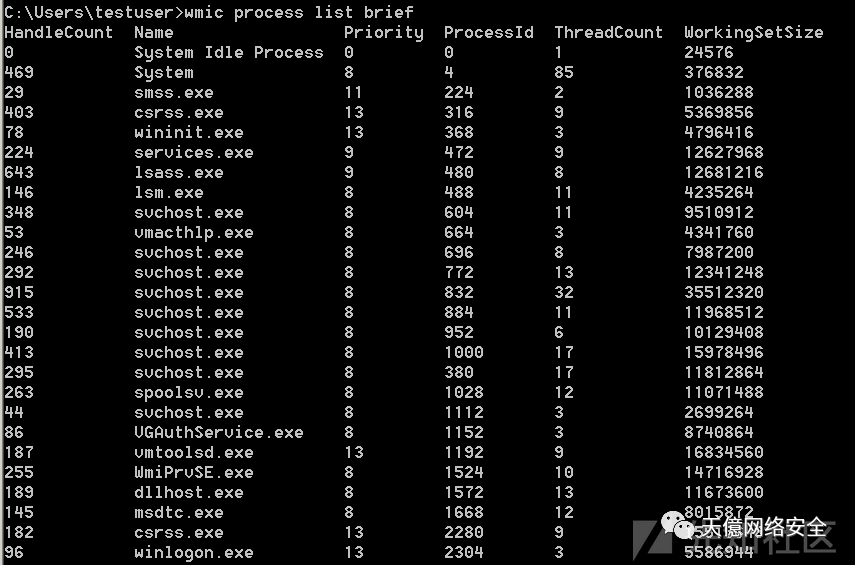 C:\Users\testuser>wmic process list brief
HandleCount  Name                 Priority  ProcessId  ThreadCount  WorkingSetSize
0            System Idle Process  0         0          1            24576
469          System               8         4          85           376832
29           smss.exe             11        224        2            1036288
403          csrss.exe            13        316        9            5369856
78           wininit.exe          13        368        3            4796416
224          services.exe         9         472        9            12627968
643          lsass.exe            9         480        8            12681216
146          lsm.exe              8         488        11           4235264
348          svchost.exe          8         604        11           9510912
53           vmacthlp.exe         8         664        3            4341760
246          svchost.exe          8         696        8            7987200
292          svchost.exe          8         772        13           12341248
915          svchost.exe          8         832        32           35512320
533          svchost.exe          8         884        11           11968512
190          svchost.exe          8         952        6            10129408
413          svchost.exe          8         1000       17           15978496
295          svchost.exe          8         380        17           11812864
263          spoolsv.exe          8         1028       12           11071488
44           svchost.exe          8         1112       3            2699264
86           VGAuthService.exe    8         1152       3            8740864
187          vmtoolsd.exe         13        1192       9            16834560
255          WmiPrvSE.exe         8         1524       10           14716928
189          dllhost.exe          8         1572       13           11673600
145          msdtc.exe            8         1668       12           8015872
182          csrss.exe            13        2280       9
96           winlogon.exe         13        2304       3            5586944
天億网络安全